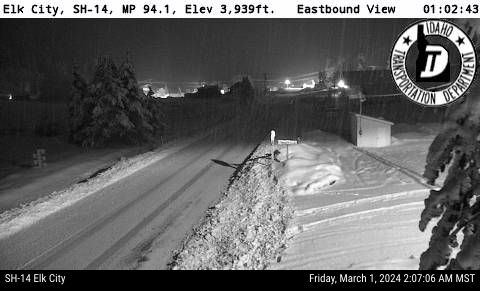 Elk City, SH-14, MP 94.1, Elev 3,939ft. Eastbound View 01:02:43
IDAHO
TRANSPORTATION DEPARTMENT
SH-14 Elk City Friday, March 1, 2024 2:07:06 AM MST